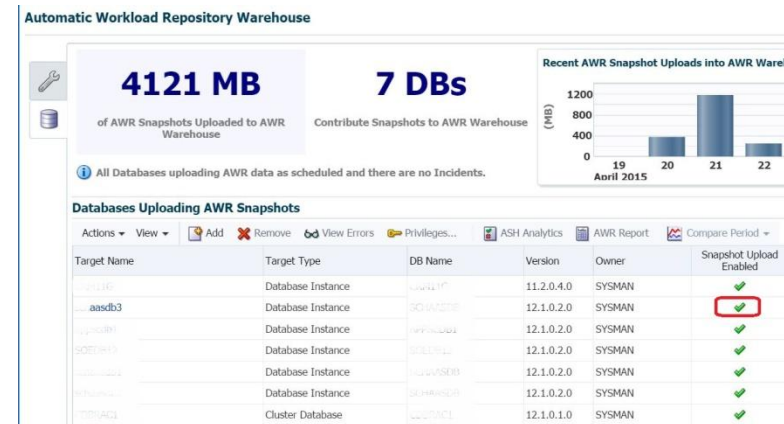 Automatic Workload Repository Warehouse
4121 MB
of AWR Snapshots Uploaded to AWR
Warehouse
7 DBs
Contribute Snapshots to AWR Warehouse
Recent AWR Snapshot Uploads into AWR
(MB)
1200
800
400
0
19 20 21 22
April 2015
All Databases uploading AWR data as scheduled and there are no Incidents.
Databases Uploading AWR Snapshots
Actions View Add Remove View Errors Privileges... ASH Analytics AWR Report Compare Period
Target Name Target Type DB Name Version Owner Snapshot Upload
Enabled
Database Instance 11.2.0.4.0 SYSMAN
aasdb3 Database Instance 12.1.0.2.0 SYSMAN
Database Instance 12.1.0.2.0 SYSMAN
Database Instance 12.1.0.2.0 SYSMAN
Database Instance 12.1.0.2.0 SYSMAN
Database Instance 12.1.0.2.0 SYSMAN
Cluster Database 12.1.0.1.0 SYSMAN